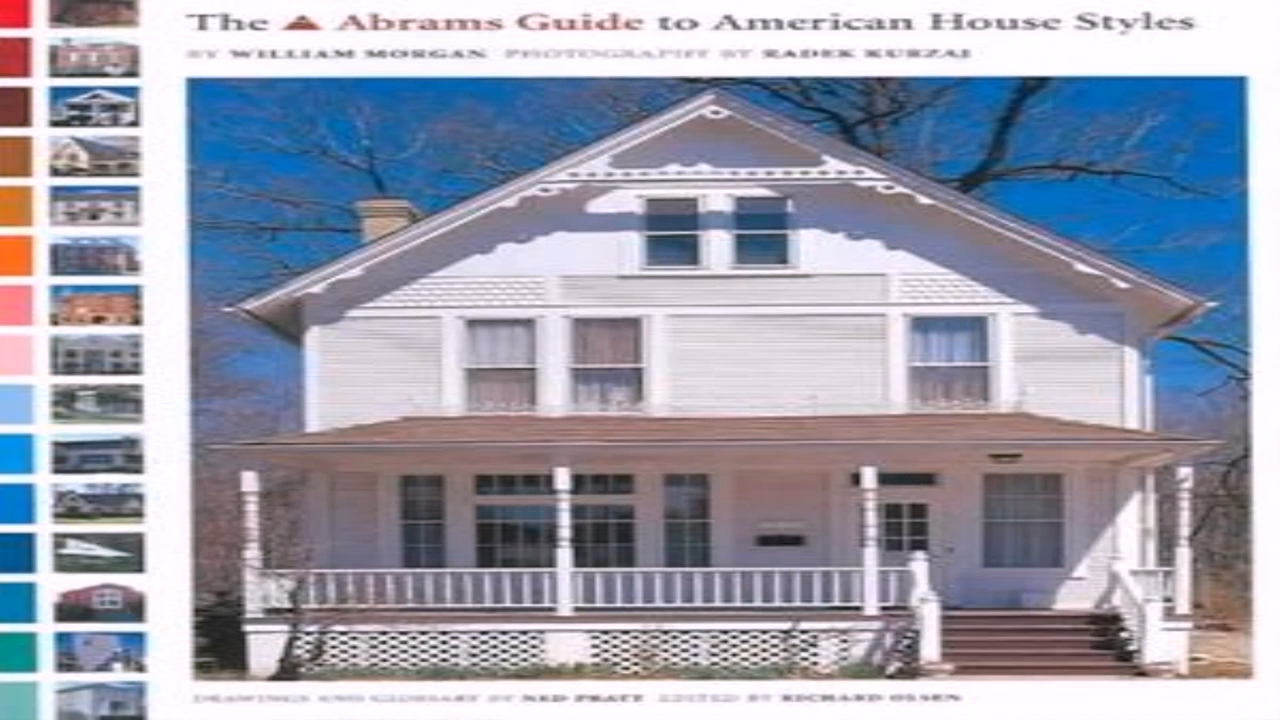 The Abrams Guide to American House Styles
BY WILLIAM MORGAN PHOTOGRAPHY BY RADEK KURZAJ
DRAWINGS AND GLOSSARY BY NED PRATT EDITED BY RICHARD OLSEN